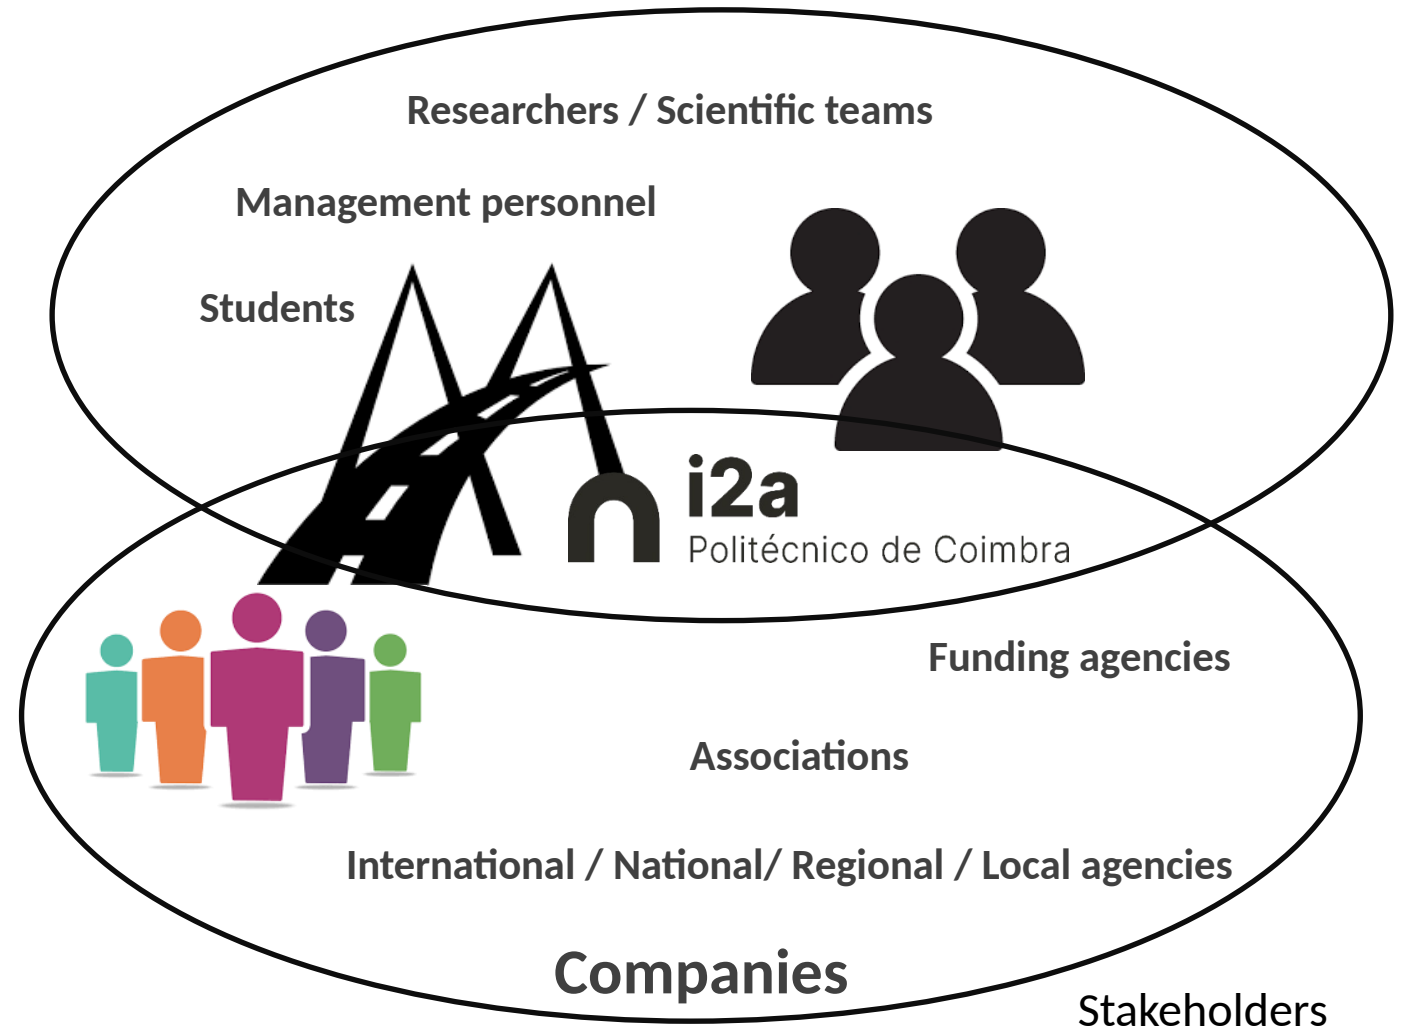 Researchers / Scientific teams
Management personnel
Students
i2a
Politécnico de Coimbra
Funding agencies
Associations
International / National/ Regional / Local agencies
Companies
Stakeholders